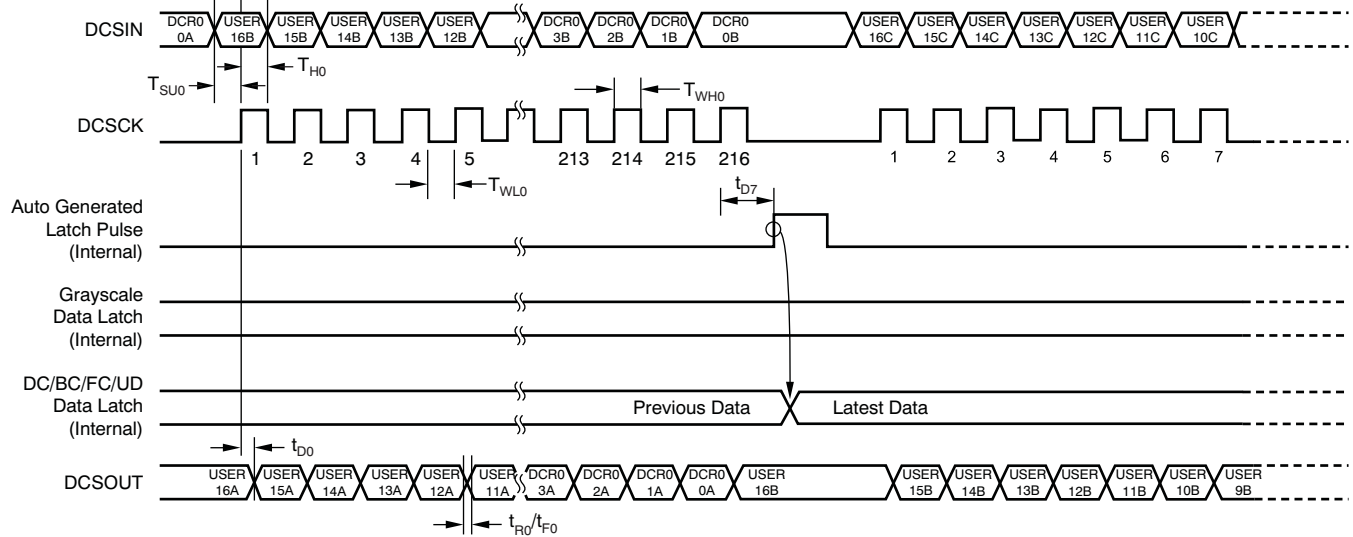 DCSIN
DCR0 0A
USER 16B
USER 15B
USER 14B
USER 13B
USER 12B
DCR0 3B
DCR0 2B
DCR0 1B
DCR0 0B
USER 16C
USER 15C
USER 14C
USER 13C
USER 12C
USER 11C
USER 10C
TSU0
TH0
TWH0
DCSCK
1 2 3 4 5 213 214 215 216 1 2 3 4 5 6 7
TWL0
tD7
Auto Generated
Latch Pulse
(Internal)
Grayscale
Data Latch
(Internal)
DC/BC/FC/UD
Data Latch
(Internal)
Previous Data
Latest Data
tD0
DCSOUT
USER 16A
USER 15A
USER 14A
USER 13A
USER 12A
USER 11A
DCR0 3A
DCR0 2A
DCR0 1A
DCR0 0A
USER 16B
USER 15B
USER 14B
USER 13B
USER 12B
USER 11B
USER 10B
USER 9B
tR0/tF0